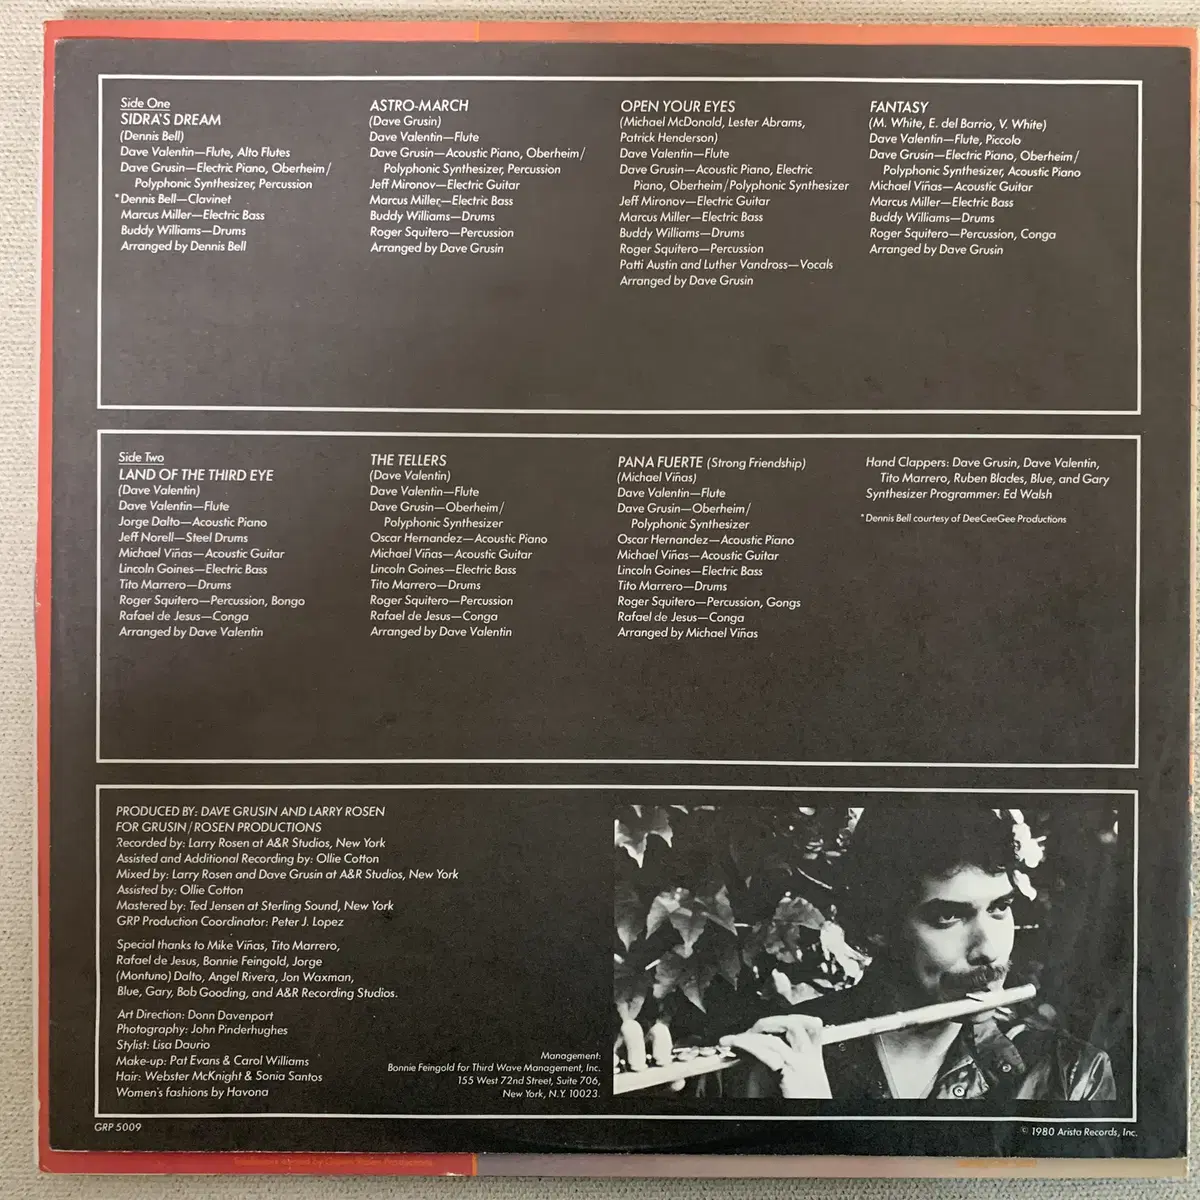 Side One
SIDRA'S DREAM
(Dennis Bell)
Dave Valentin—Flute, Alto Flutes
Dave Grusin—Electric Piano, Oberheim/
Polyphonic Synthesizer, Percussion
*Dennis Bell—Clavinet
Marcus Miller—Electric Bass
Buddy Williams—Drums
Arranged by Dennis Bell
ASTRO-MARCH
(Dave Grusin)
Dave Valentin—Flute
Dave Grusin—Acoustic Piano, Oberheim/
Polyphonic Synthesizer, Percussion
Jeff Mironov—Electric Guitar
Marcus Miller—Electric Bass
Buddy Williams—Drums
Roger Squitero—Percussion
Arranged by Dave Grusin
OPEN YOUR EYES
(Michael McDonald, Lester Abrams,
Patrick Henderson)
Dave Valentin—Flute
Dave Grusin—Acoustic Piano, Electric
Piano, Oberheim/Polyphonic Synthesizer
Jeff Mironov—Electric Guitar
Marcus Miller—Electric Bass
Buddy Williams—Drums
Roger Squitero—Percussion
Patti Austin and Luther Vandross—Vocals
Arranged by Dave Grusin
FANTASY
(M. White, E. del Barrio, V. White)
Dave Valentin—Flute, Piccolo
Dave Grusin—Electric Piano, Oberheim/
Polyphonic Synthesizer, Acoustic Piano
Michael Viñas—Acoustic Guitar
Marcus Miller—Electric Bass
Buddy Williams—Drums
Roger Squitero—Percussion, Conga
Arranged by Dave Grusin
Side Two
LAND OF THE THIRD EYE
(Dave Valentin)
Dave Valentin—Flute
Jorge Dalto—Acoustic Piano
Jeff Norell—Steel Drums
Michael Viñas—Acoustic Guitar
Lincoln Goines—Electric Bass
Tito Marrero—Drums
Roger Squitero—Percussion, Bongo
Rafael de Jesus—Conga
Arranged by Dave Valentin
THE TELLERS
(Dave Valentin)
Dave Valentin—Flute
Dave Grusin—Oberheim/
Polyphonic Synthesizer
Oscar Hernandez—Acoustic Piano
Michael Viñas—Acoustic Guitar
Lincoln Goines—Electric Bass
Tito Marrero—Drums
Roger Squitero—Percussion
Rafael de Jesus—Conga
Arranged by Dave Valentin
PANA FUERTE (Strong Friendship)
(Michael Viñas)
Dave Valentin—Flute
Dave Grusin—Oberheim/
Polyphonic Synthesizer
Oscar Hernandez—Acoustic Piano
Michael Viñas—Acoustic Guitar
Lincoln Goines—Electric Bass
Tito Marrero—Drums
Roger Squitero—Percussion, Gongs
Rafael de Jesus—Conga
Arranged by Michael Viñas
Hand Clappers: Dave Grusin, Dave Valentin,
Tito Marrero, Ruben Blades, Blue, and Gary
Synthesizer Programmer: Ed Walsh
*Dennis Bell courtesy of DeeCeeGee Productions
PRODUCED BY: DAVE GRUSIN AND LARRY ROSEN
FOR GRUSIN/ROSEN PRODUCTIONS
Recorded by: Larry Rosen at A&R Studios, New York
Assisted and Additional Recording by: Ollie Cotton
Mixed by: Larry Rosen and Dave Grusin at A&R Studios, New York
Assisted by: Ollie Cotton
Mastered by: Ted Jensen at Sterling Sound, New York
GRP Production Coordinator: Peter J. Lopez
Special thanks to Mike Viñas, Tito Marrero,
Rafael de Jesus, Bonnie Feingold, Jorge
(Montuno) Dalto, Angel Rivera, Jon Waxman,
Blue, Gary, Bob Gooding, and A&R Recording Studios.
Art Direction: Donn Davenport
Photography: John Pinderhughes
Stylist: Lisa Daurio
Make-up: Pat Evans & Carol Williams
Hair: Webster McKnight & Sonia Santos
Women's fashions by Havona
Management:
Bonnie Feingold for Third Wave Management, Inc.
155 West 72nd Street, Suite 706,
New York, N.Y. 10023.
GRP 5009
© 1980 Arista Records, Inc.